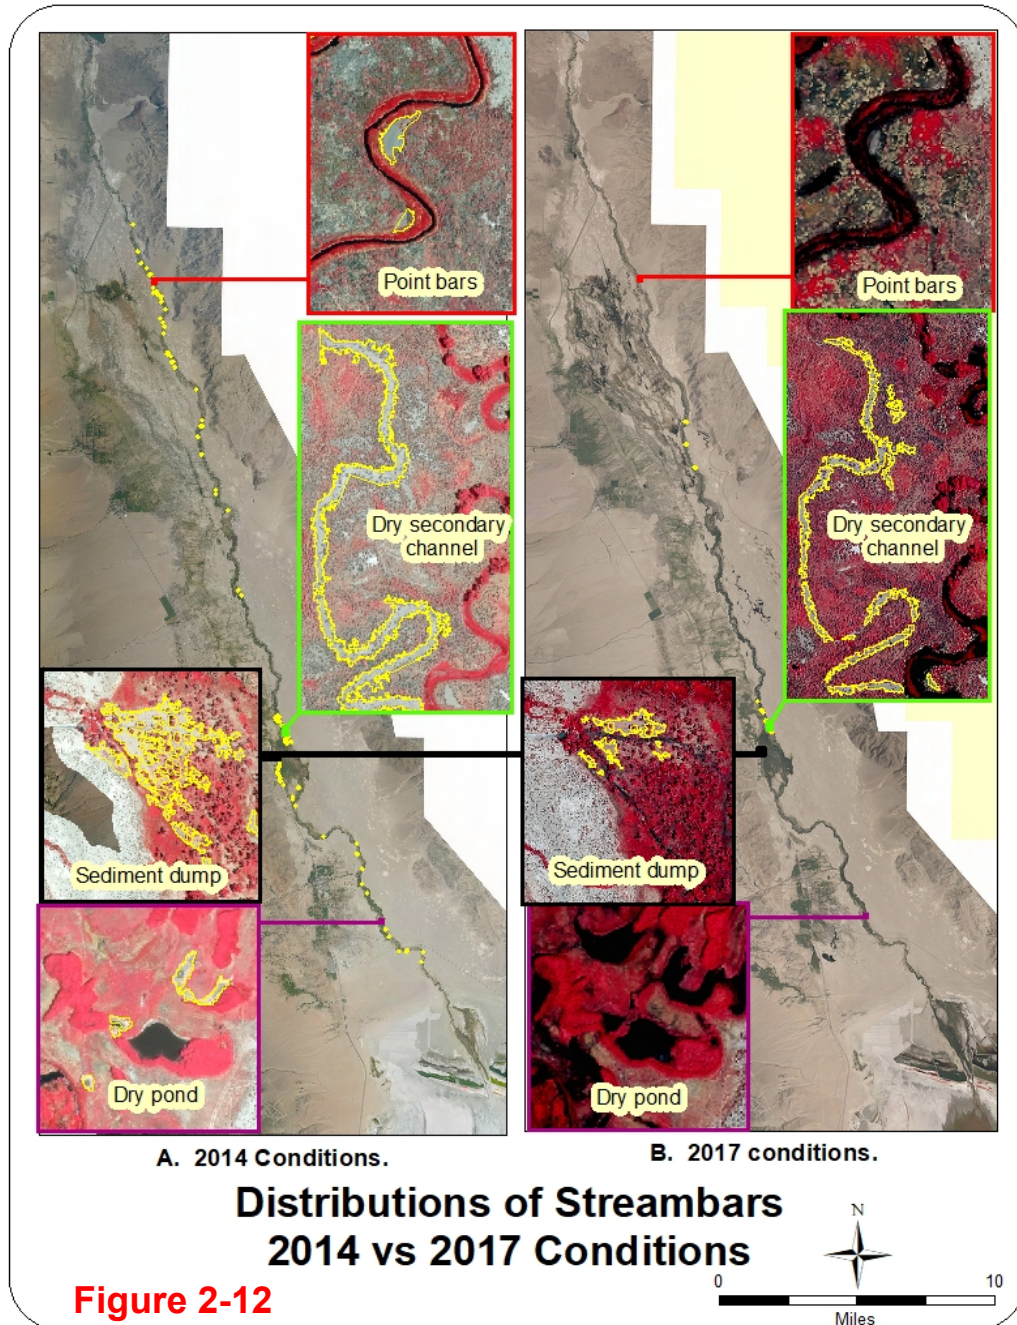 Point bars
Point bars
Dry secondary
channel
Dry secondary
channel
Sediment dump
Sediment dump
Dry pond
Dry pond
A. 2014 Conditions.
B. 2017 conditions.
Distributions of Streambars
2014 vs 2017 Conditions
N
0
10
Miles
Figure 2-12